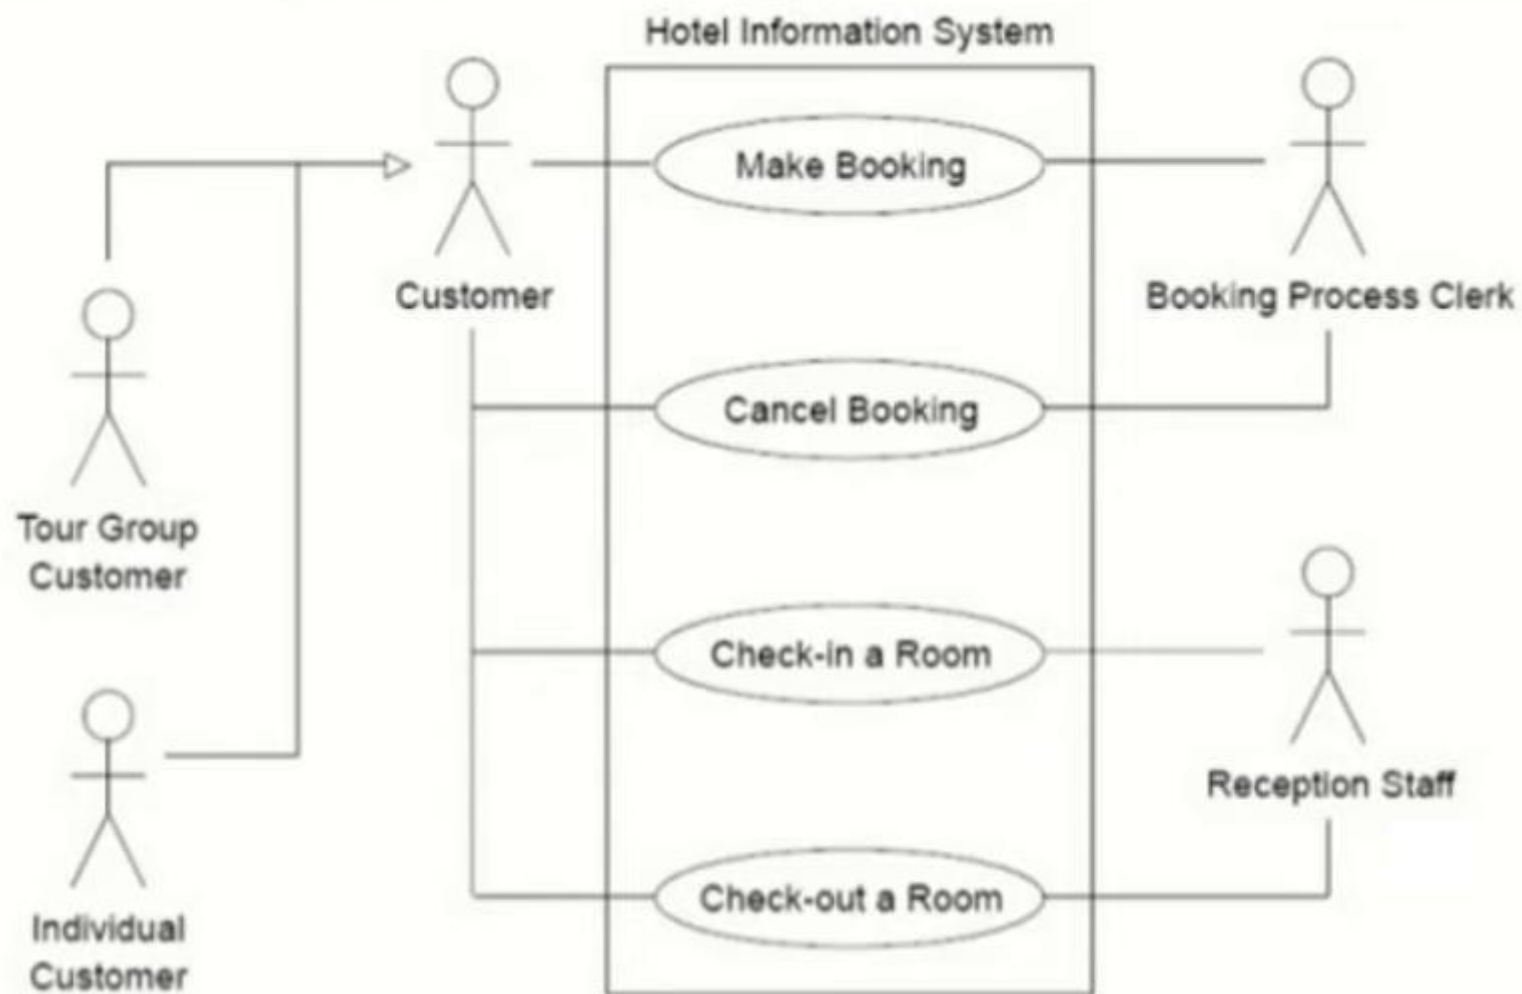 Hotel Information System
Make Booking
Customer
Booking Process Clerk
Cancel Booking
Tour Group
Customer
Check-in a Room
Reception Staff
Check-out a Room
Individual
Customer